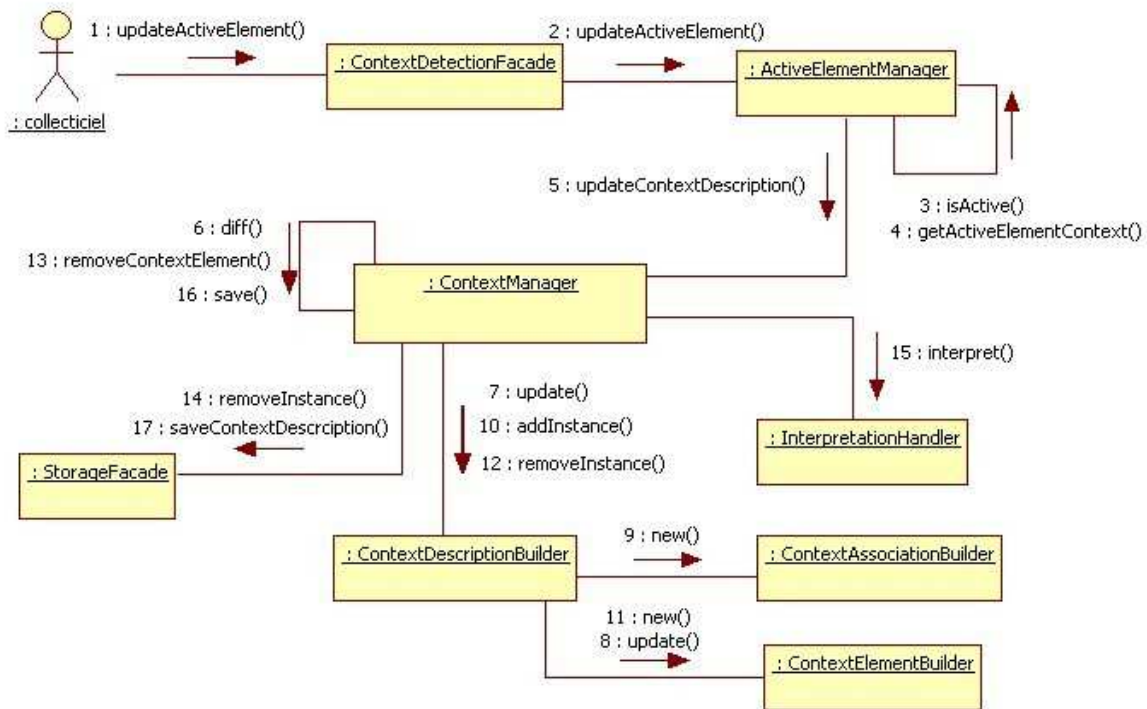 1 : updateActiveElement()
2 : updateActiveElement()
: ContextDetectionFacade
: ActiveElementManager
: collecticiel
5 : updateContextDescription()
3 : isActive()
4 : getActiveElementContext()
6 : diff()
13 : removeContextElement()
16 : save()
: ContextManager
15 : interpret()
14 : removeInstance()
17 : saveContextDescrciption()
7 : update()
10 : addInstance()
12 : removeInstance()
: InterpretationHandler
: StorageFacade
: ContextDescriptionBuilder
9 : new()
: ContextAssociationBuilder
11 : new()
8 : update()
: ContextElementBuilder